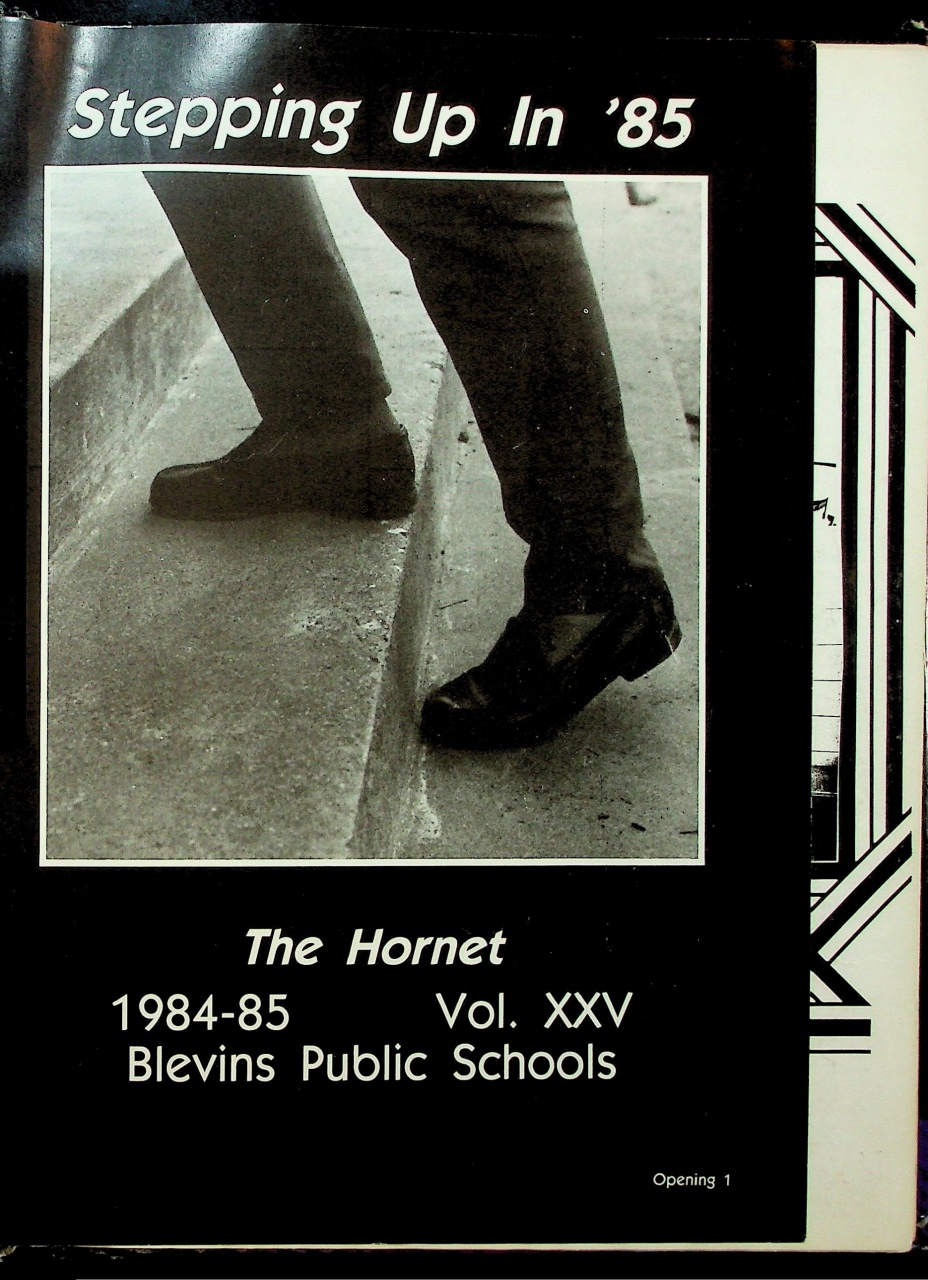 Stepping Up In '85
The Hornet
1984-85 Vol. XXV
Blevins Public Schools
Opening 1